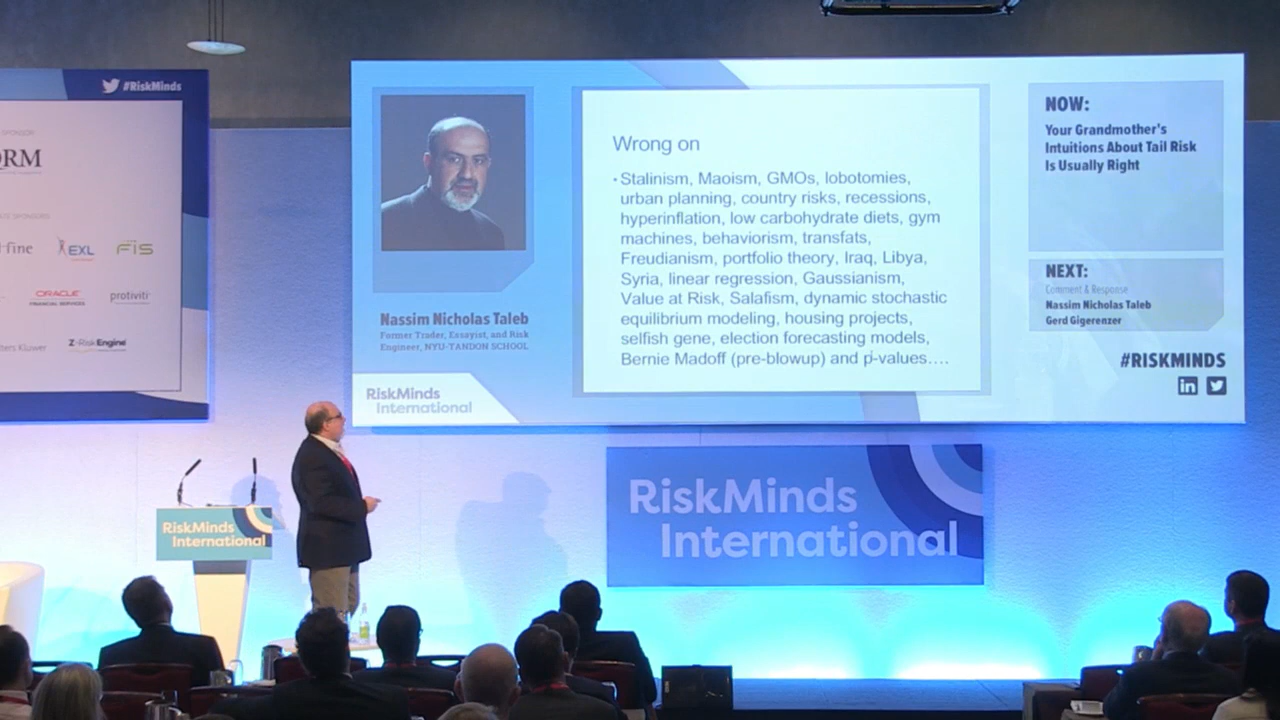 #RiskMinds
SPONSOR
QRM
SPONSORS
fine
EXL
FIS
ORACLE
FINANCIAL SERVICES
protiviti
Wolters Kluwer
Z-Risk Engine
Nassim Nicholas Taleb
Former Trader, Essayist, and Risk
Engineer, NYU-TANDON SCHOOL
RiskMinds
International
Wrong on
• Stalinism, Maoism, GMOs, lobotomies,
urban planning, country risks, recessions,
hyperinflation, low carbohydrate diets, gym
machines, behaviorism, transfats,
Freudianism, portfolio theory, Iraq, Libya,
Syria, linear regression, Gaussianism,
Value at Risk, Salafism, dynamic stochastic
equilibrium modeling, housing projects,
selfish gene, election forecasting models,
Bernie Madoff (pre-blowup) and p-values….
NOW:
Your Grandmother's
Intuitions About Tail Risk
Is Usually Right
NEXT:
Comment & Response
Nassim Nicholas Taleb
Gerd Gigerenzer
#RISKMINDS
RiskMinds
International
RiskMinds
International